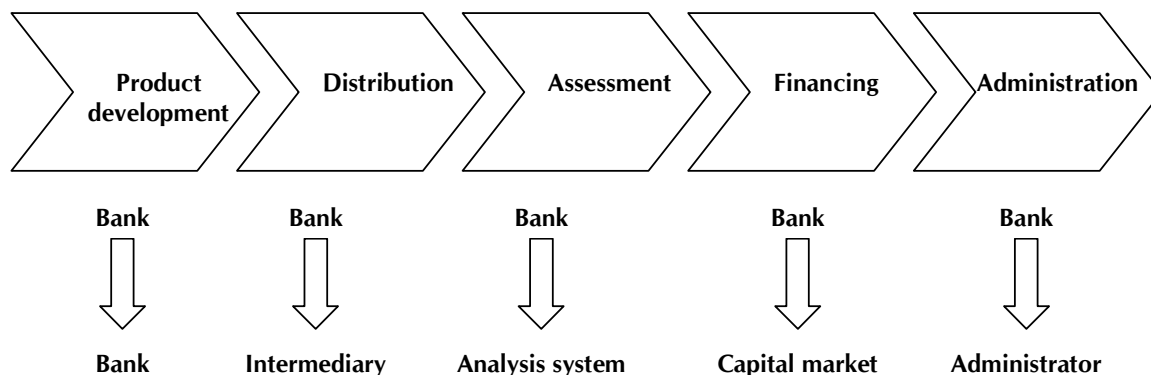 Product
development
Distribution
Assessment
Financing
Administration
Bank
Bank
Bank
Bank
Bank
Bank
Intermediary
Analysis system
Capital market
Administrator